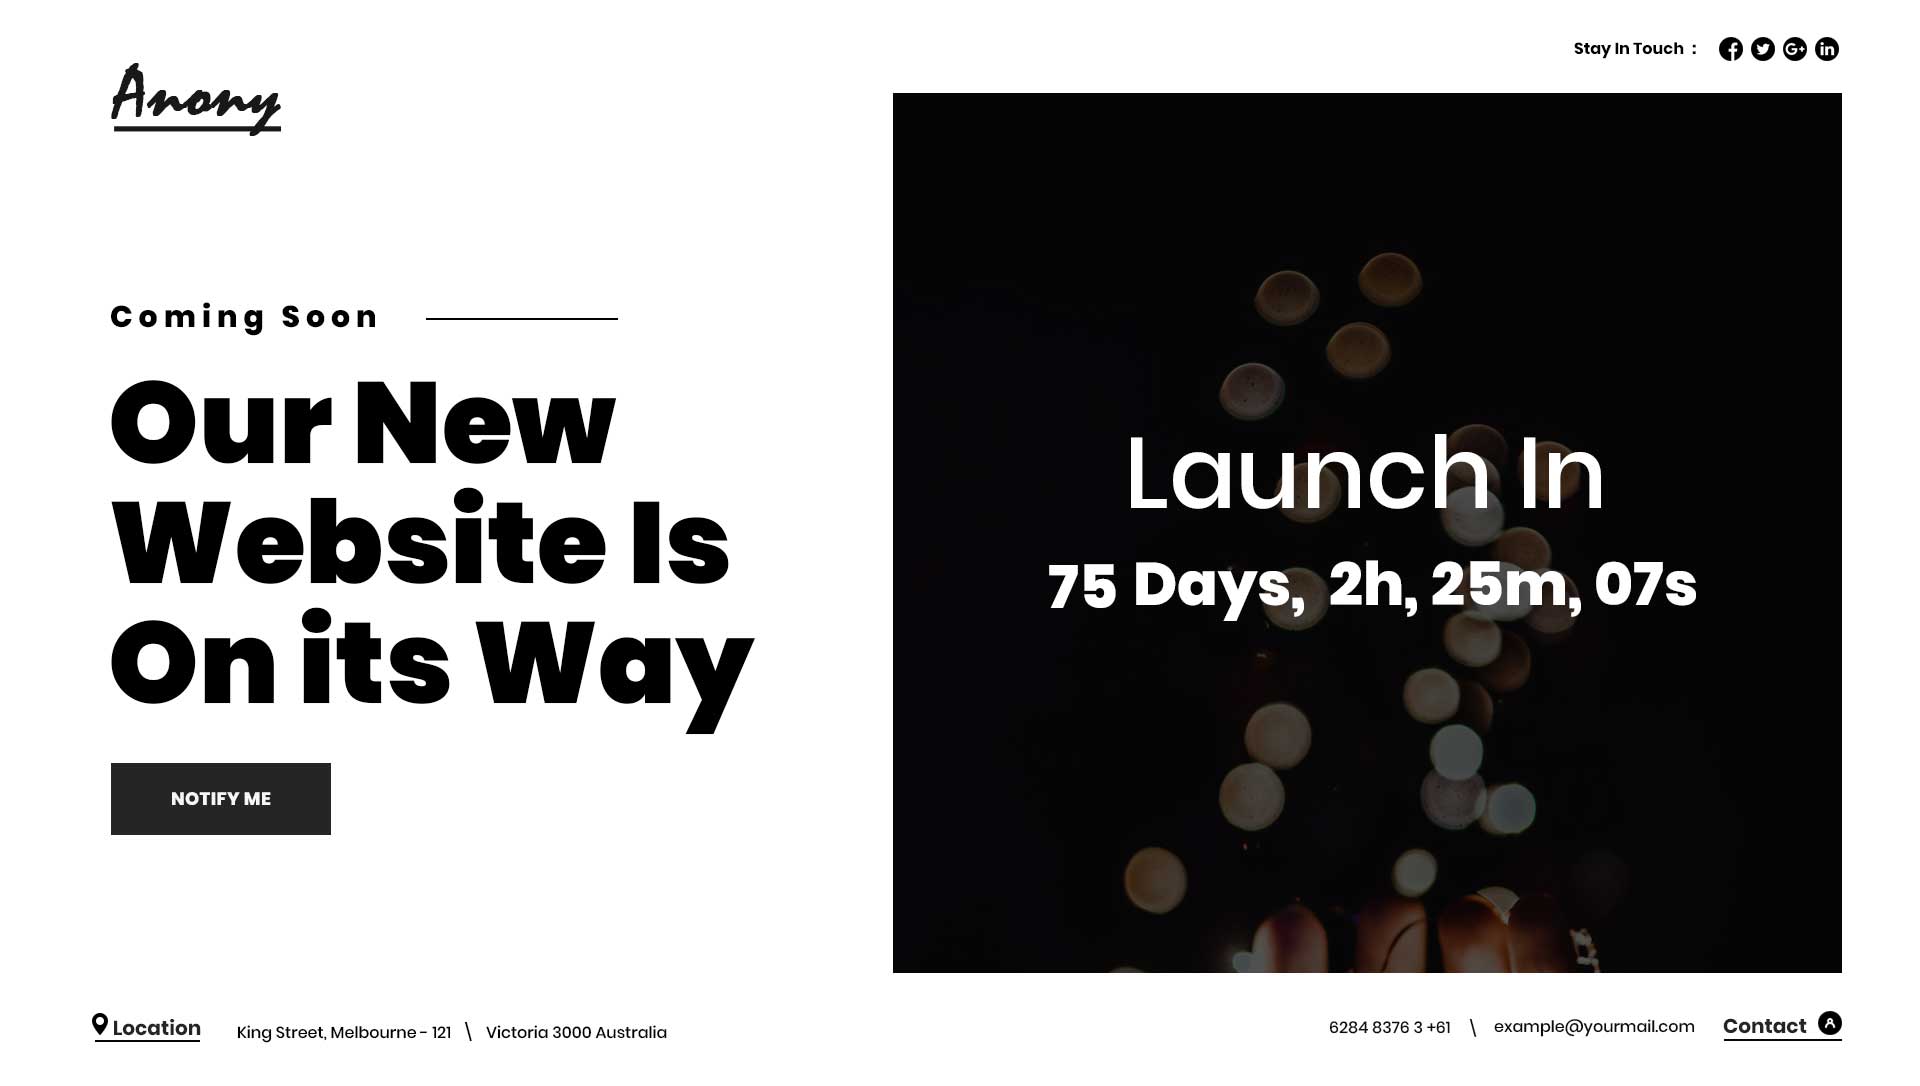 Anony
Stay In Touch :
Coming Soon
Our New
Website Is
On its Way
NOTIFY ME
Launch In
75 Days, 2h, 25m, 07s
Location
King Street, Melbourne - 121 \ Victoria 3000 Australia
6284 8376 3 +61 \ example@yourmail.com
Contact